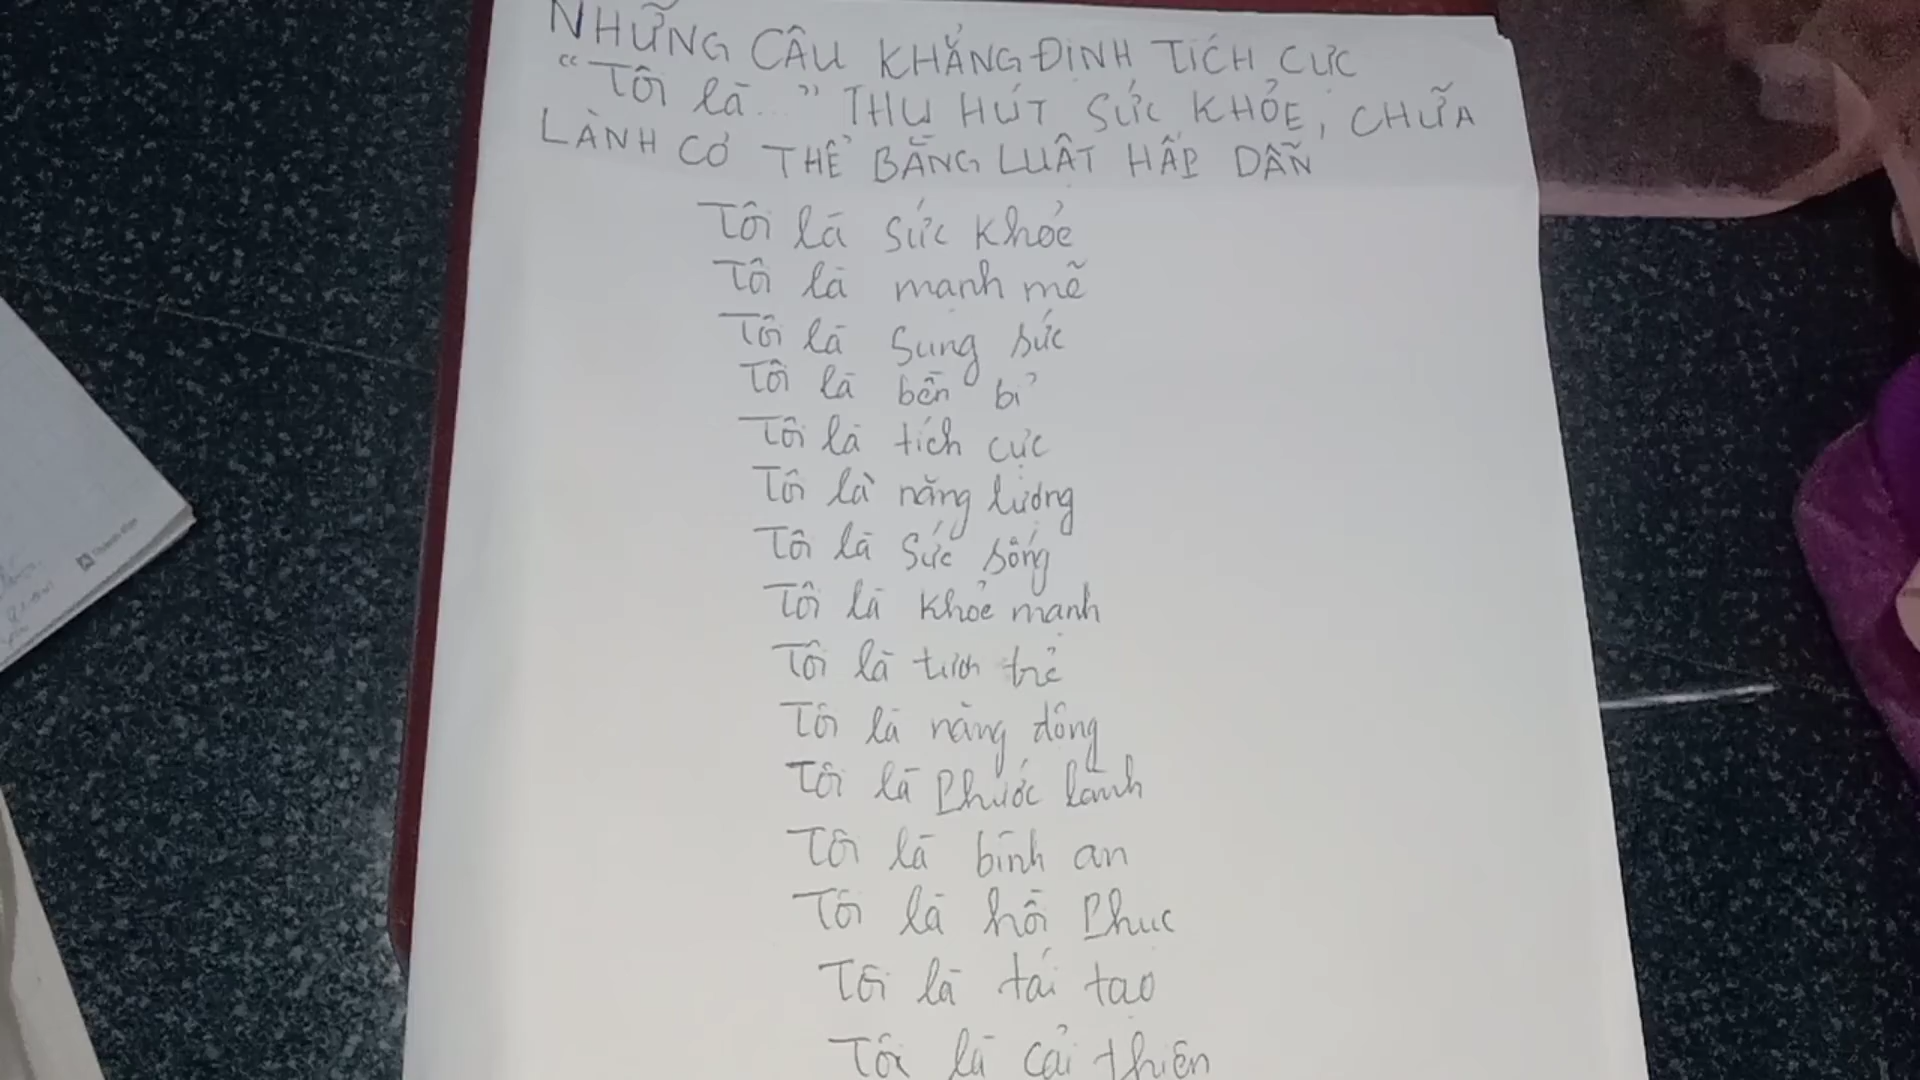 NHỮNG CÂU KHẲNG ĐỊNH TÍCH CỰC
"Tôi là..." THU HÚT SỨC KHỎE, CHỮA
LÀNH CƠ THỂ BẰNG LUẬT HẤP DẪN
Tôi là sức khỏe
Tôi là mạnh mẽ
Tôi là sung sức
Tôi là bền bỉ
Tôi là tích cực
Tôi là năng lượng
Tôi là sức sống
Tôi là khỏe mạnh
Tôi là tươi trẻ
Tôi là năng động
Tôi là phước lành
Tôi là bình an
Tôi là hồi phục
Tôi là tái tạo
Tôi là cải thiện